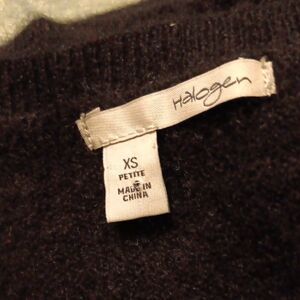 Halogen
XS
PETITE
MADE IN
CHINA